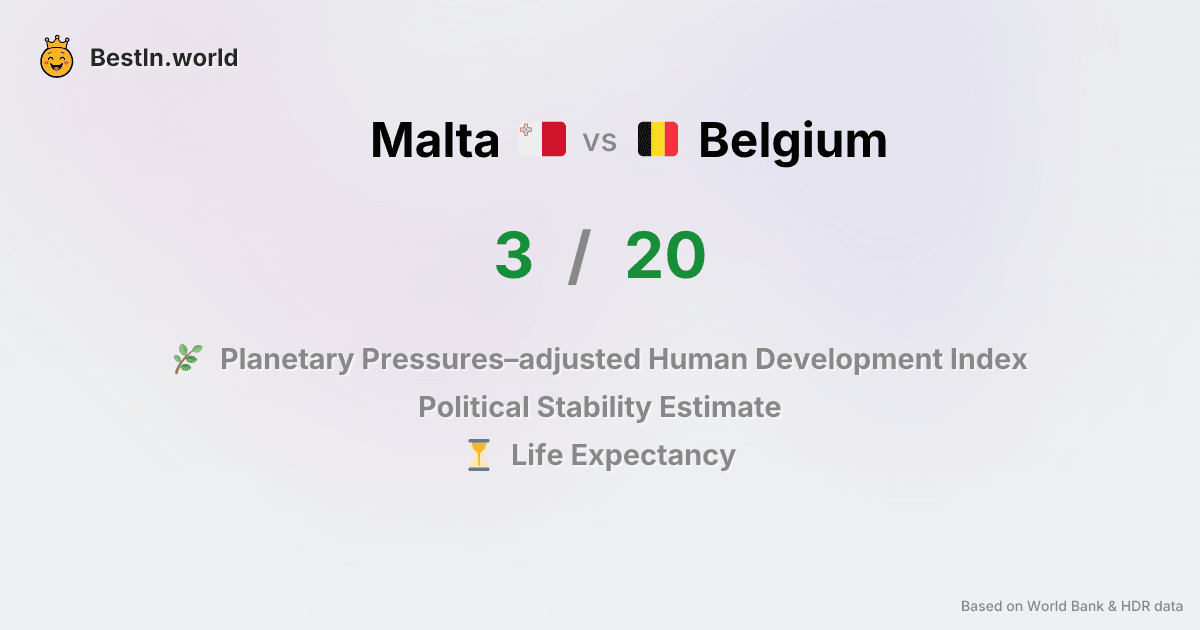 BestIn.world
Malta vs Belgium
3 / 20
Planetary Pressures–adjusted Human Development Index
Political Stability Estimate
Life Expectancy
Based on World Bank & HDR data